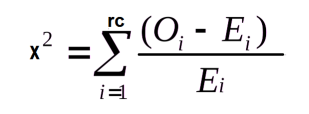 x² = rc∑i=1 (Oᵢ - Eᵢ) / Eᵢ